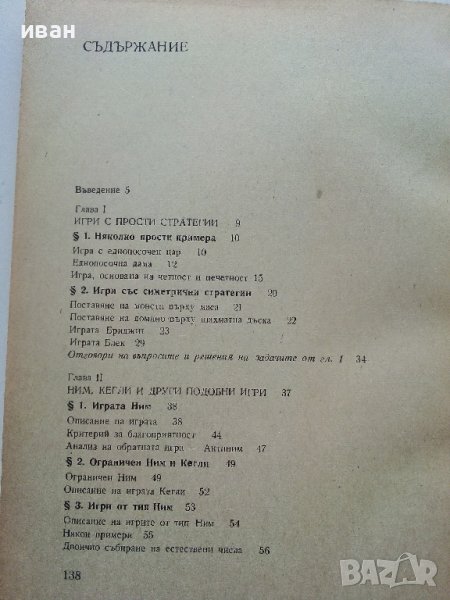 иван
СЪДЪРЖАНИЕ
Въведение 5
Глава I
ИГРИ С ПРОСТИ СТРАТЕГИИ 9
§ 1. Няколко прости примера 10
Игра с еднопосочен цар 10
Еднопосочна дама 12
Игра, основана на четност и нечетност 15
§ 2. Игри със симетрични стратегии 20
Поставяне на монети върху маса 21
Поставяне на домино върху шахматна дъска 22
Играта Бриджит 23
Играта Блек 29
Отговори на въпросите и решения на задачите от гл. I 34
Глава II
НИМ, КЕГЛИ И ДРУГИ ПОДОБНИ ИГРИ 37
§ 1. Играта Ним 38
Описание на играта 38
Критерий за благоприятност 44
Анализ на обратната игра — Антиним 47
§ 2. Ограничен Ним и Кегли 49
Ограничен Ним 49
Описание на играта Кегли 52
§ 3. Игри от тип Ним 53
Описание на игрите от тип Ним 54
Някои примери 55
Двоично събиране на естествени числа 56
138
BAZAR